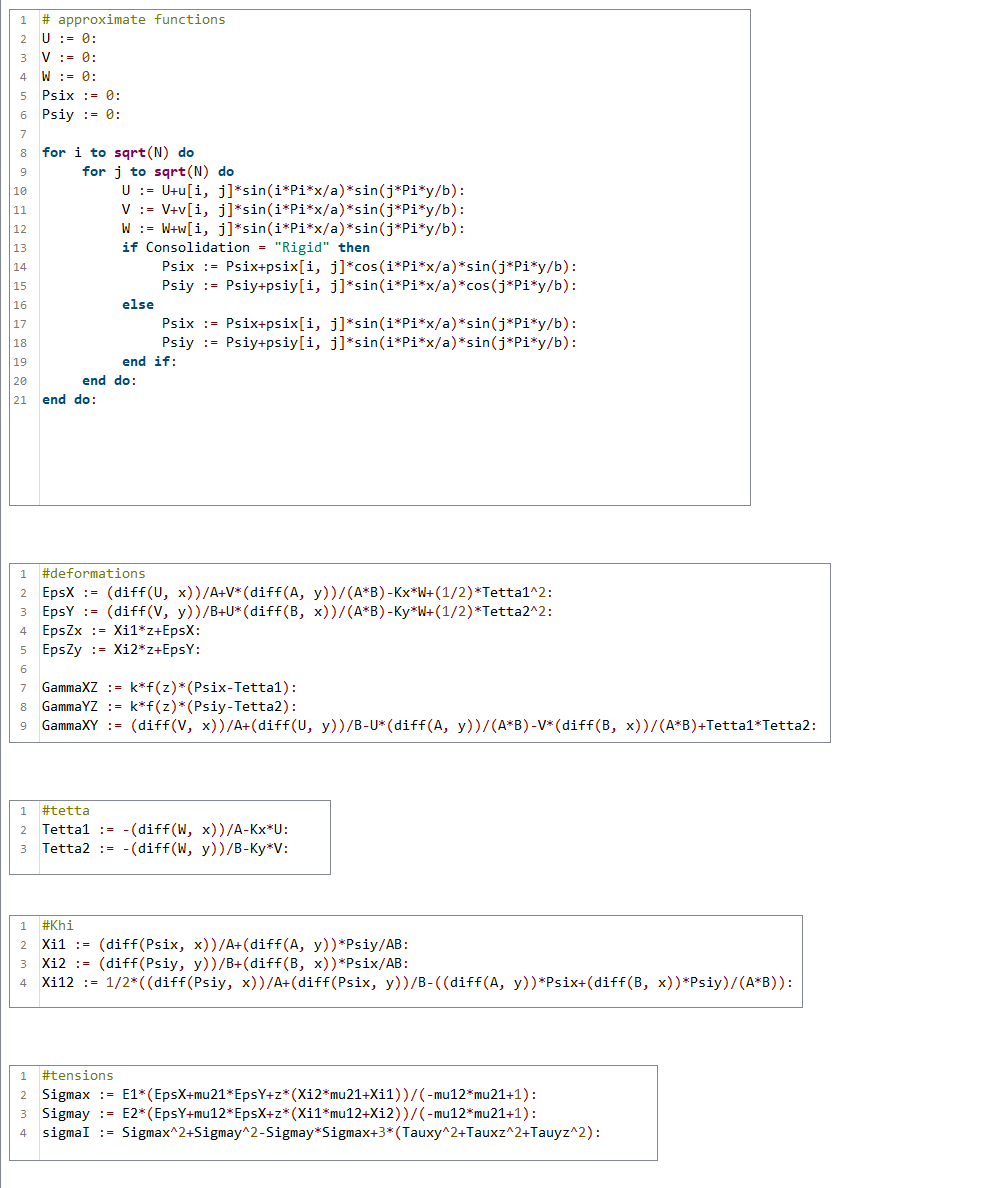 1 # approximate functions
2 U := 0:
3 V := 0:
4 W := 0:
5 Psix := 0:
6 Psiy := 0:
7
8 for i to sqrt(N) do
9 for j to sqrt(N) do
10 U := U+u[i, j]*sin(i*Pi*x/a)*sin(j*Pi*y/b):
11 V := V+v[i, j]*sin(i*Pi*x/a)*sin(j*Pi*y/b):
12 W := W+w[i, j]*sin(i*Pi*x/a)*sin(j*Pi*y/b):
13 if Consolidation = "Rigid" then
14 Psix := Psix+psix[i, j]*cos(i*Pi*x/a)*sin(j*Pi*y/b):
15 Psiy := Psiy+psiy[i, j]*sin(i*Pi*x/a)*cos(j*Pi*y/b):
16 else
17 Psix := Psix+psix[i, j]*sin(i*Pi*x/a)*sin(j*Pi*y/b):
18 Psiy := Psiy+psiy[i, j]*sin(i*Pi*x/a)*sin(j*Pi*y/b):
19 end if:
20 end do:
21 end do:
1 #deformations
2 EpsX := (diff(U, x))/A+V*(diff(A, y))/(A*B)-Kx*W+(1/2)*Tetta1^2:
3 EpsY := (diff(V, y))/B+U*(diff(B, x))/(A*B)-Ky*W+(1/2)*Tetta2^2:
4 EpsZx := Xi1*z+EpsX:
5 EpsZy := Xi2*z+EpsY:
6
7 GammaXZ := k*f(z)*(Psix-Tetta1):
8 GammaYZ := k*f(z)*(Psiy-Tetta2):
9 GammaXY := (diff(V, x))/A+(diff(U, y))/B-U*(diff(A, y))/(A*B)-V*(diff(B, x))/(A*B)+Tetta1*Tetta2:
1 #tetta
2 Tetta1 := -(diff(W, x))/A-Kx*U:
3 Tetta2 := -(diff(W, y))/B-Ky*V:
1 #Khi
2 Xi1 := (diff(Psix, x))/A+(diff(A, y))*Psiy/AB:
3 Xi2 := (diff(Psiy, y))/B+(diff(B, x))*Psix/AB:
4 Xi12 := 1/2*((diff(Psiy, x))/A+(diff(Psix, y))/B-((diff(A, y))*Psix+(diff(B, x))*Psiy)/(A*B)):
1 #tensions
2 Sigmax := E1*(EpsX+mu21*EpsY+z*(Xi2*mu21+Xi1))/(-mu12*mu21+1):
3 Sigmay := E2*(EpsY+mu12*EpsX+z*(Xi1*mu12+Xi2))/(-mu12*mu21+1):
4 sigmaI := Sigmax^2+Sigmay^2-Sigmay*Sigmax+3*(Tauxy^2+Tauxz^2+Tauyz^2):